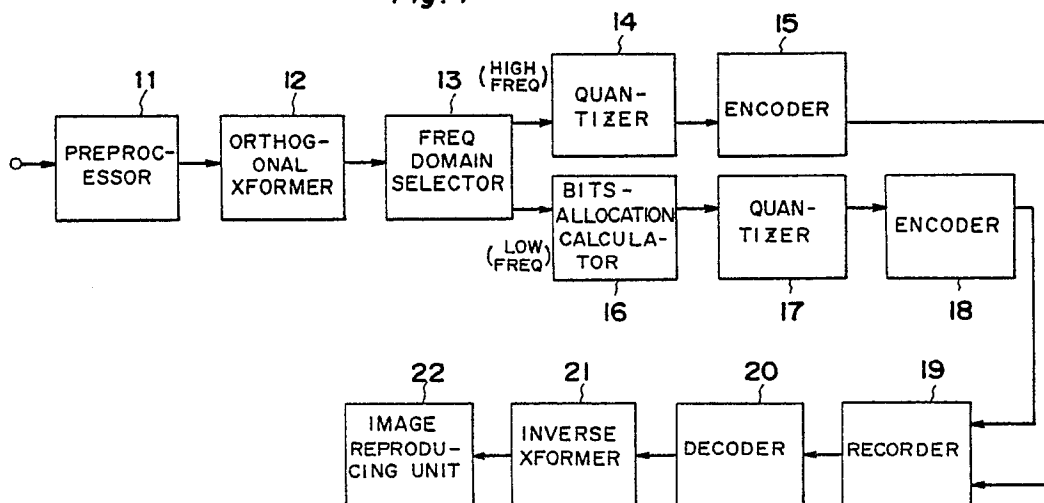 14
15
11
12
13
(HIGH
FREQ)
QUAN-
TIZER
ENCODER
PREPROC-
ESSOR
ORTHOG-
ONAL
XFORMER
FREQ
DOMAIN
SELECTOR
BITS-
ALLOCATION
CALCULA-
TOR
QUAN-
TIZER
ENCODER
(LOW
FREQ)
16
17
18
22
21
20
19
IMAGE
REPRODU-
CING UNIT
INVERSE
XFORMER
DECODER
RECORDER